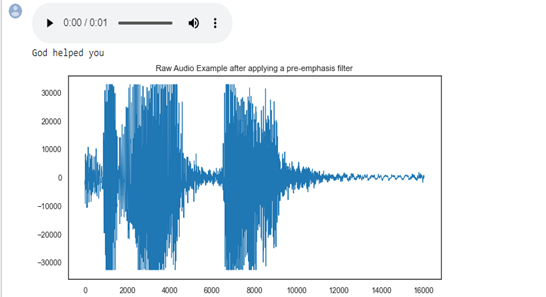 0:00 / 0:01
God helped you
Raw Audio Example after applying a pre-emphasis filter
30000
20000
10000
0
−10000
−20000
−30000
0 2000 4000 6000 8000 10000 12000 14000 16000